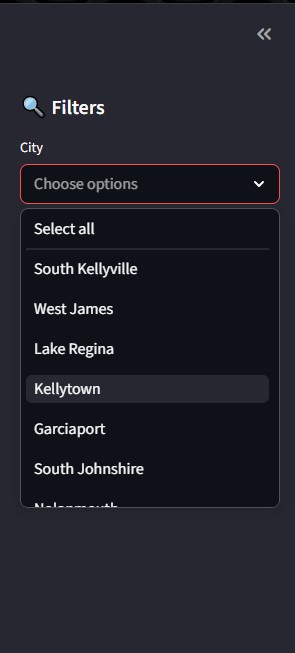 Filters
City
Choose options
Select all
South Kellyville
West James
Lake Regina
Kellytown
Garciaport
South Johnshire